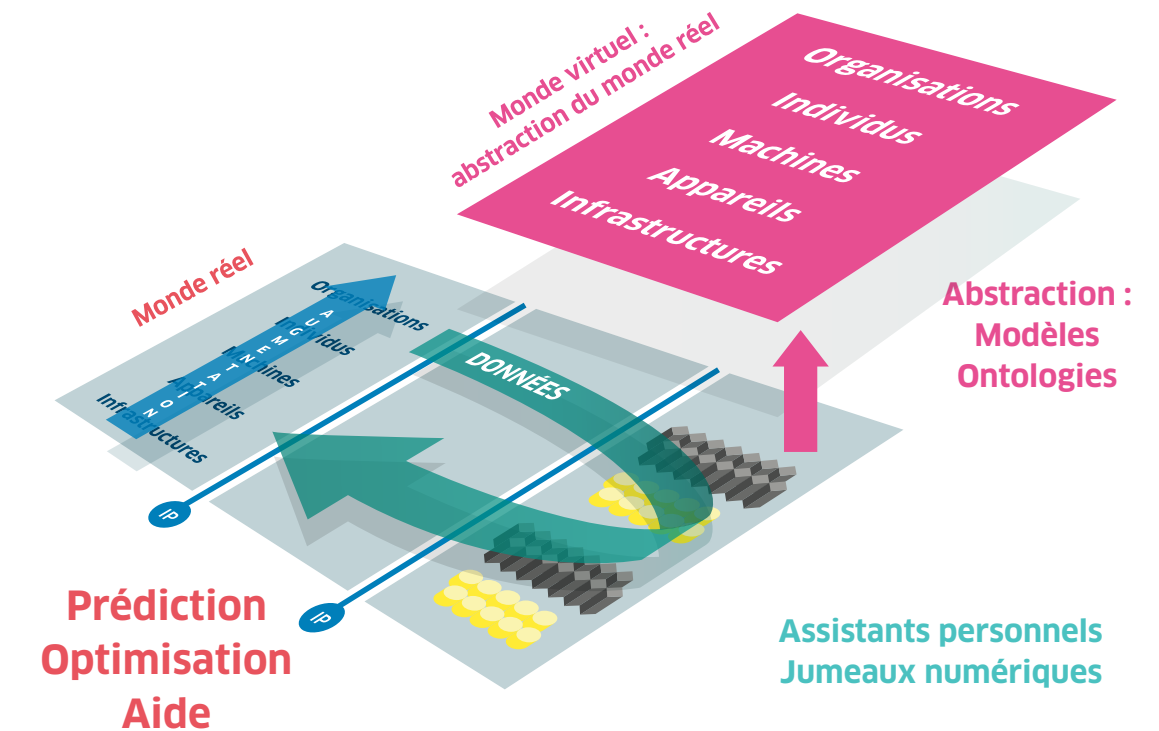 Monde virtuel :
abstraction du monde réel
Organisations
Individus
Machines
Appareils
Infrastructures
Monde réel
Organisations
Individus
Machines
Appareils
Infrastructures
AUGMENTATION
DONNÉES
IP
IP
Abstraction :
Modèles
Ontologies
Prédiction
Optimisation
Aide
Assistants personnels
Jumeaux numériques